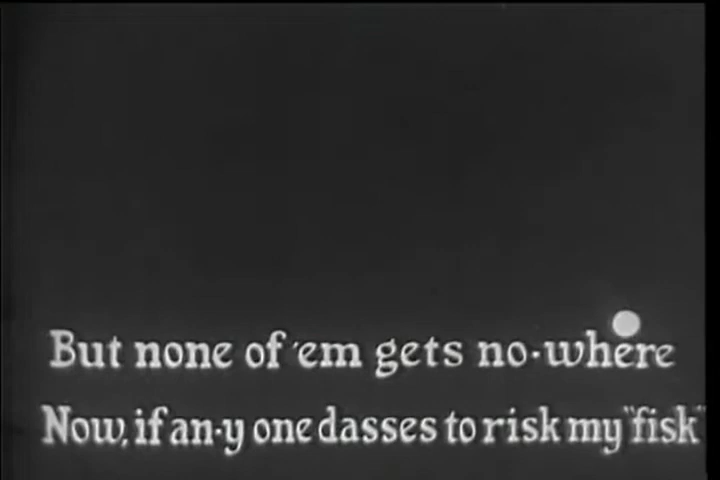 But none of 'em gets no-where
Now, if an-y one dasses to risk my "fisk"